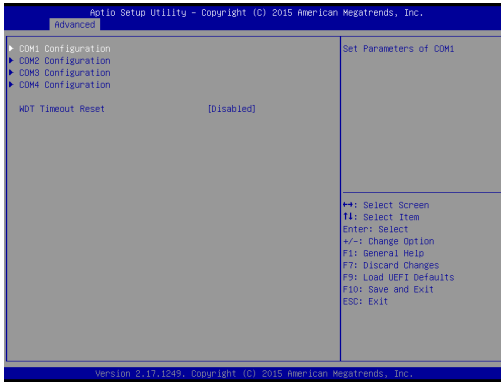 Aptio Setup Utility – Copyright (C) 2015 American Megatrends, Inc.
Advanced
COM1 Configuration
COM2 Configuration
COM3 Configuration
COM4 Configuration
WDT Timeout Reset [Disabled]
Set Parameters of COM1
↔: Select Screen
↑↓: Select Item
Enter: Select
+/-: Change Option
F1: General Help
F7: Discard Changes
F9: Load UEFI Defaults
F10: Save and Exit
ESC: Exit
Version 2.17.1249. Copyright (C) 2015 American Megatrends, Inc.